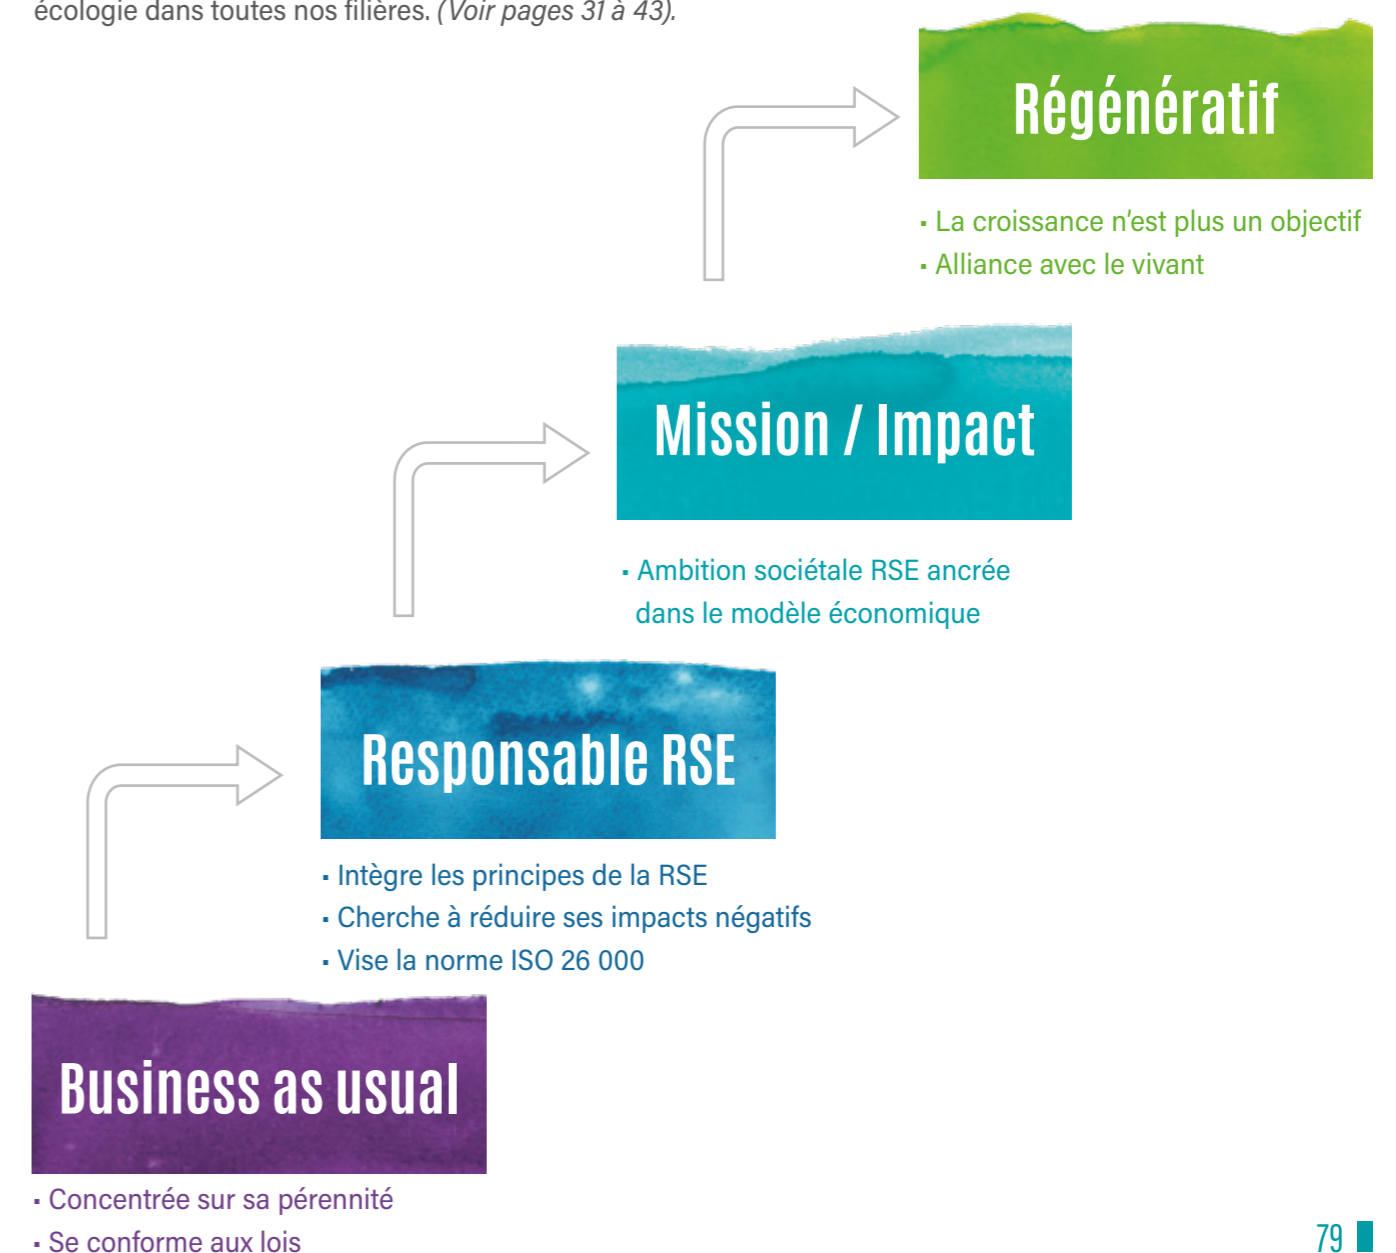 écologie dans toutes nos filières. (Voir pages 31 à 43).
Régénératif
▪ La croissance n'est plus un objectif
▪ Alliance avec le vivant
Mission / Impact
▪ Ambition sociétale RSE ancrée
dans le modèle économique
Responsable RSE
▪ Intègre les principes de la RSE
▪ Cherche à réduire ses impacts négatifs
▪ Vise la norme ISO 26 000
Business as usual
▪ Concentrée sur sa pérennité
▪ Se conforme aux lois
79